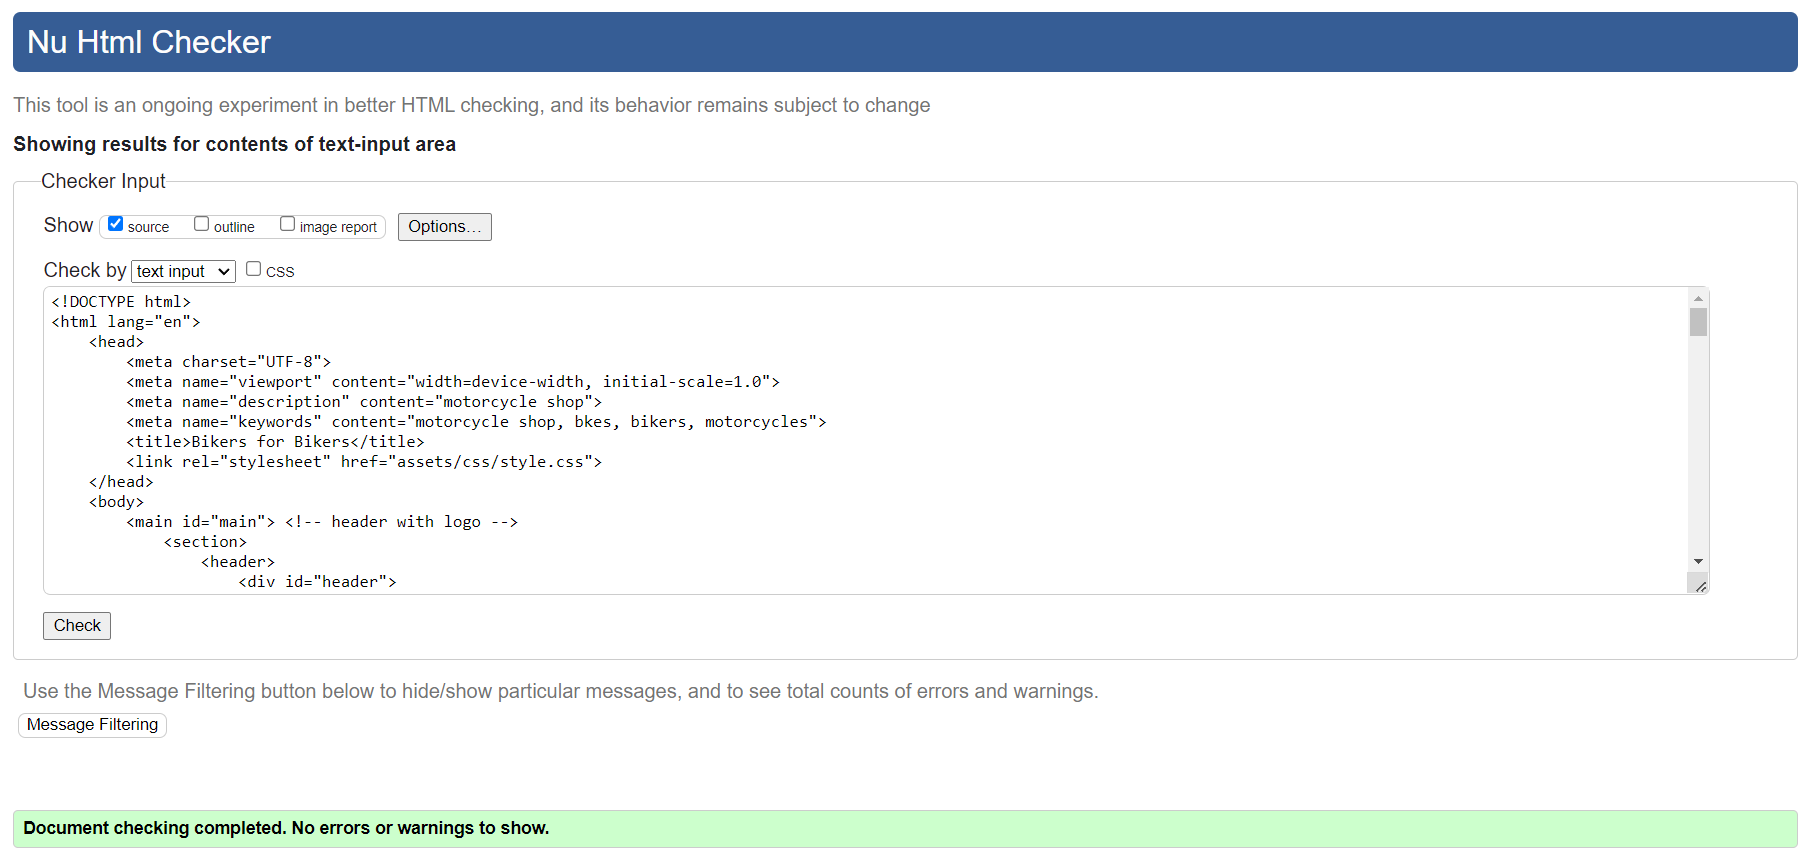 Nu Html Checker
This tool is an ongoing experiment in better HTML checking, and its behavior remains subject to change
Showing results for contents of text-input area
Checker Input
Show source outline image report Options...
Check by text input CSS
<!DOCTYPE html>
<html lang="en">
    <head>
        <meta charset="UTF-8">
        <meta name="viewport" content="width=device-width, initial-scale=1.0">
        <meta name="description" content="motorcycle shop">
        <meta name="keywords" content="motorcycle shop, bkes, bikers, motorcycles">
        <title>Bikers for Bikers</title>
        <link rel="stylesheet" href="assets/css/style.css">
    </head>
    <body>
        <main id="main"> <!-- header with logo -->
            <section>
                <header>
                    <div id="header">
Check
Use the Message Filtering button below to hide/show particular messages, and to see total counts of errors and warnings.
Message Filtering
Document checking completed. No errors or warnings to show.